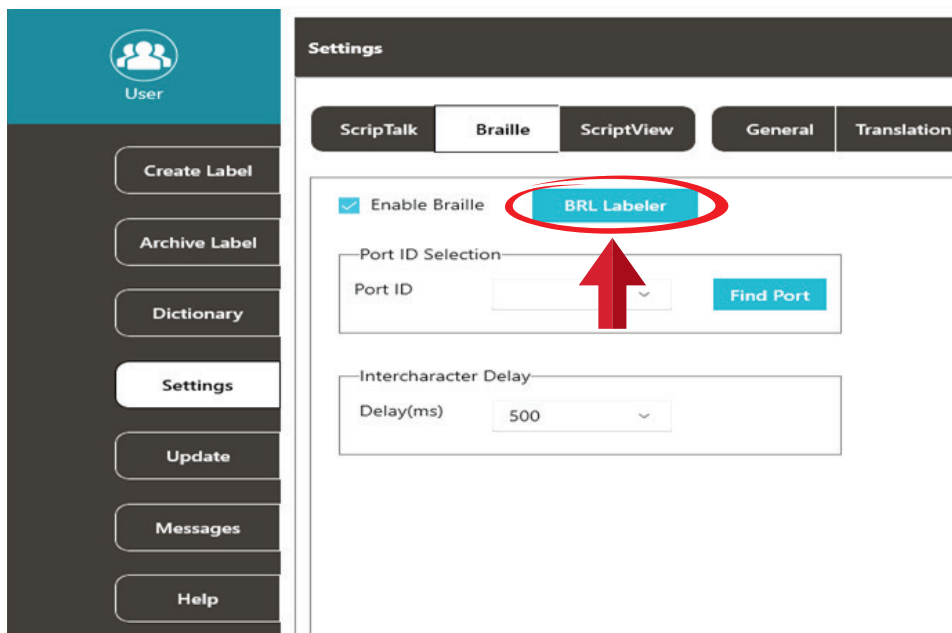 User
Create Label
Archive Label
Dictionary
Settings
Update
Messages
Help
Settings
ScripTalk Braille ScriptView General Translation
Enable Braille BRL Labeler
Port ID Selection
Port ID Find Port
Intercharacter Delay
Delay(ms) 500